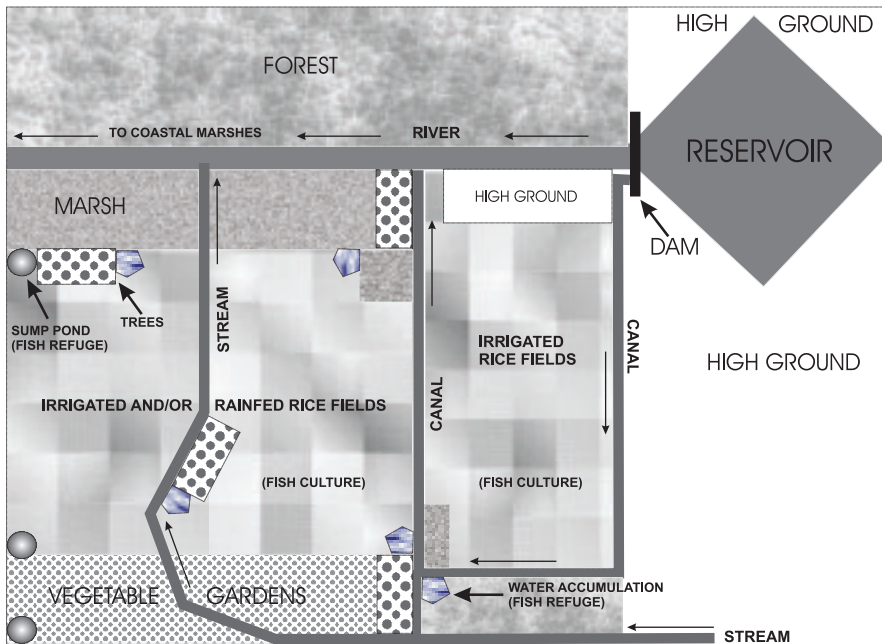 HIGH GROUND
FOREST
RESERVOIR
TO COASTAL MARSHES
RIVER
MARSH
HIGH GROUND
DAM
SUMP POND
(FISH REFUGE)
TREES
STREAM
IRRIGATED
RICE FIELDS
CANAL
CANAL
HIGH GROUND
IRRIGATED AND/OR RAINFED RICE FIELDS
(FISH CULTURE)
(FISH CULTURE)
VEGETABLE GARDENS
WATER ACCUMULATION
(FISH REFUGE)
STREAM